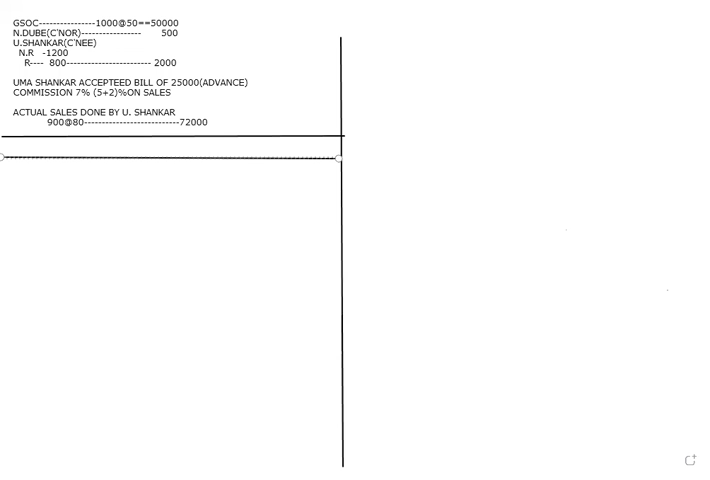 GSOC----------------1000@50==50000
N.DUBE(C'NOR)----------------- 500
U.SHANKAR(C'NEE)
N.R -1200
R---- 800------------------------ 2000
UMA SHANKAR ACCEPTEED BILL OF 25000(ADVANCE)
COMMISSION 7% (5+2)%ON SALES
ACTUAL SALES DONE BY U. SHANKAR
900@80---------------------------72000